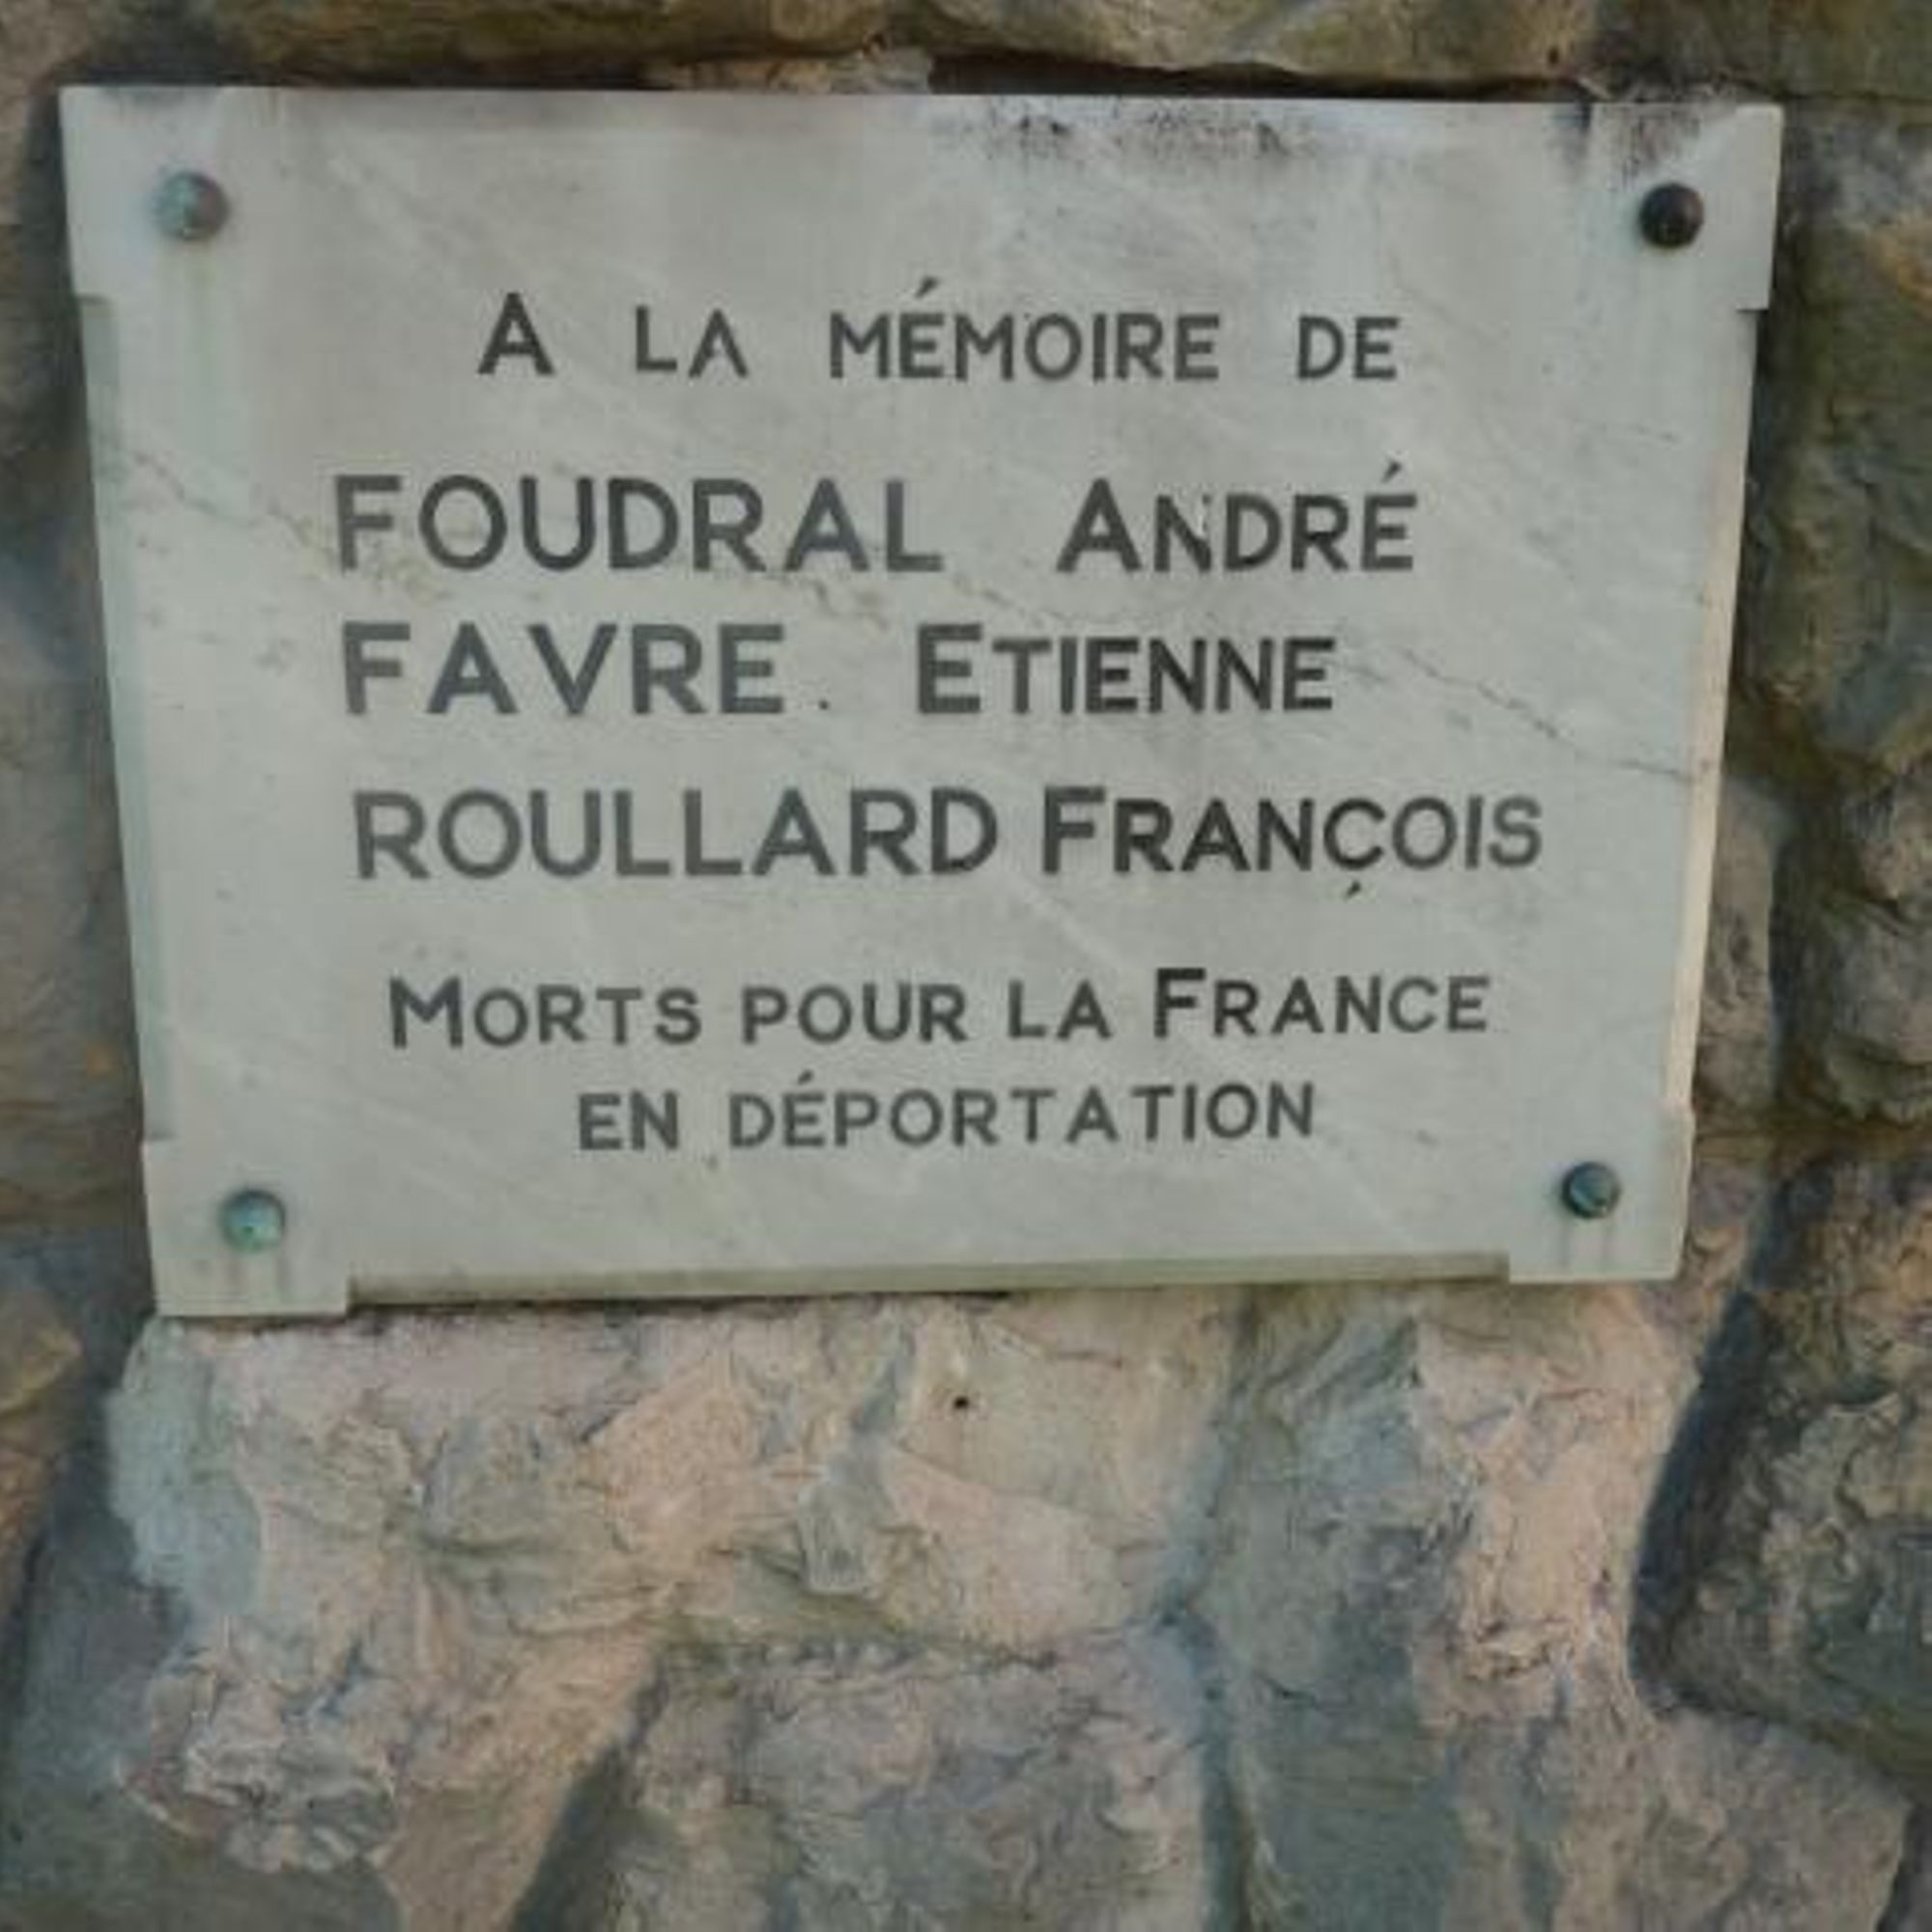 A LA MÉMOIRE DE
FOUDRAL ANDRÉ
FAVRE. ETIENNE
ROULLARD FRANÇOIS
MORTS POUR LA FRANCE
EN DÉPORTATION